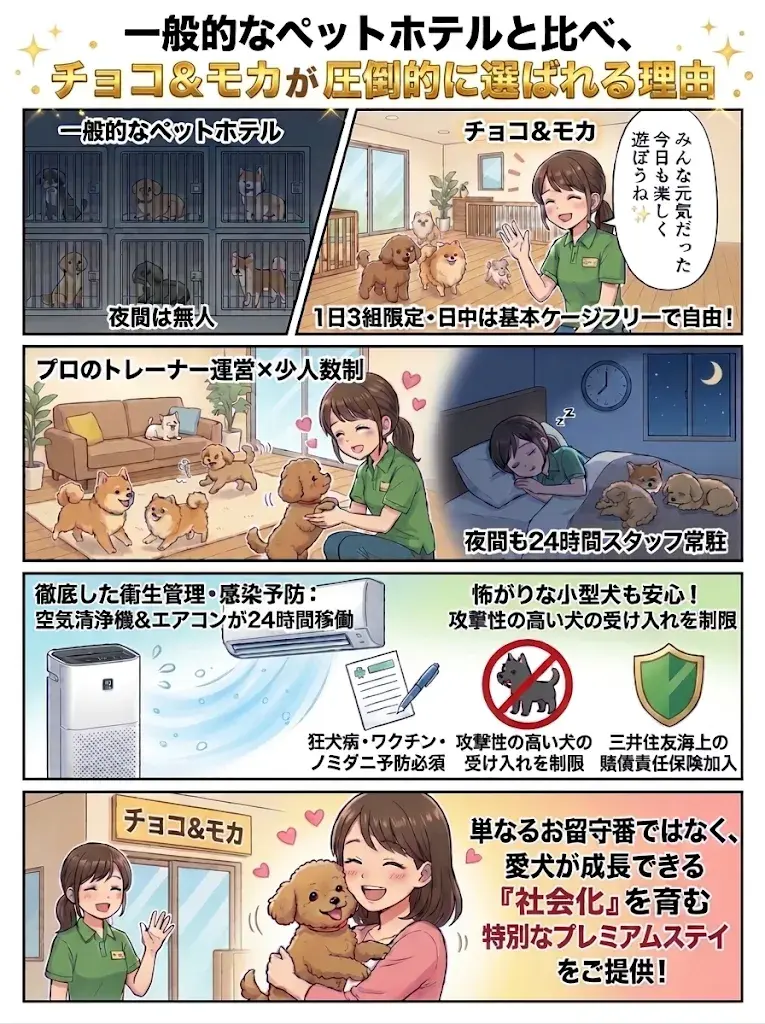 一般的なペットホテルと比べ、
チョコ&モカが圧倒的に選ばれる理由
一般的なペットホテル
夜間は無人
チョコ&モカ
みんな元気だった
今日も楽しく
遊ぼうね✨
1日3組限定・日中は基本ケージフリーで自由！
プロのトレーナー運営×少人数制
zz
夜間も24時間スタッフ常駐
徹底した衛生管理・感染予防：
空気清浄機&エアコンが24時間稼働
狂犬病・ワクチン・
ノミダニ予防必須
怖がりな小型犬も安心！
攻撃性の高い犬の受け入れを制限
攻撃性の高い犬の
受け入れを制限
三井住友海上の
賠償責任保険加入
チョコ&モカ
単なるお留守番ではなく、
愛犬が成長できる
『社会化』を育む
特別なプレミアムステイ
をご提供！